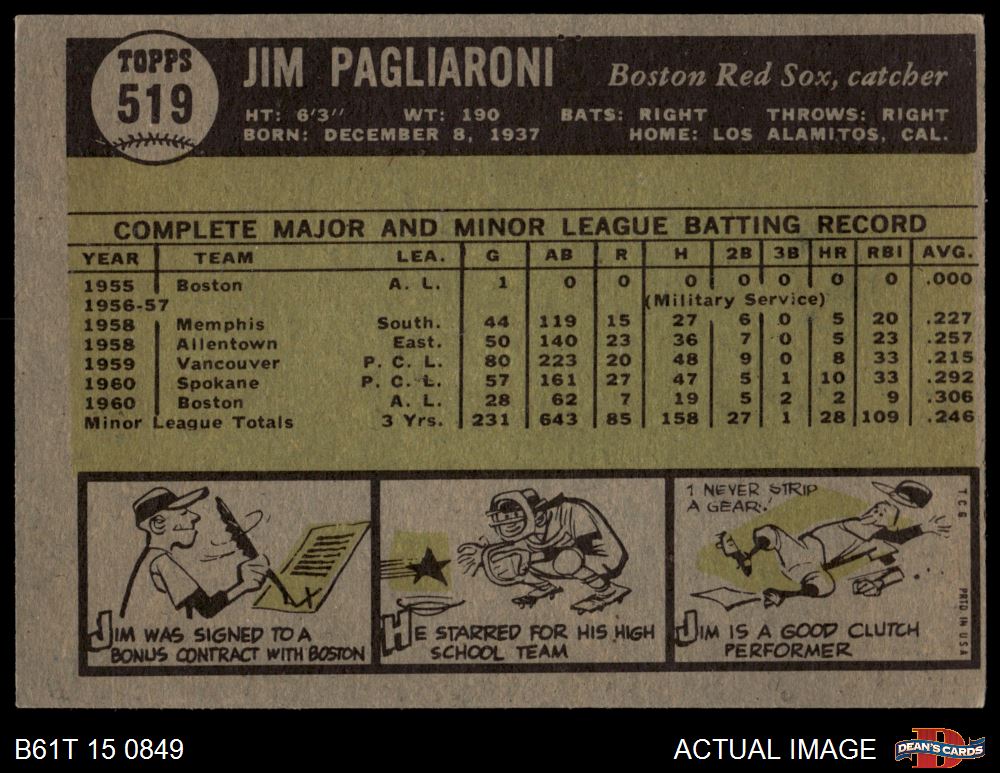 TOPPS
519
JIM PAGLIARONI Boston Red Sox, catcher
HT: 6'3" WT: 190 BATS: RIGHT THROWS: RIGHT
BORN: DECEMBER 8, 1937 HOME: LOS ALAMITOS, CAL.
COMPLETE MAJOR AND MINOR LEAGUE BATTING RECORD
YEAR TEAM LEA. G AB R H 2B 3B HR RBI AVG.
1955 Boston A. L. 1 0 0 0 0 0 0 0 .000
1956-57 (Military Service)
1958 Memphis South. 44 119 15 27 6 0 5 20 .227
1958 Allentown East. 50 140 23 36 7 0 5 23 .257
1959 Vancouver P. C. L. 80 223 20 48 9 0 8 33 .215
1960 Spokane P. C. L. 57 161 27 47 5 1 10 33 .292
1960 Boston A. L. 28 62 7 19 5 2 2 9 .306
Minor League Totals 3 Yrs. 231 643 85 158 27 1 28 109 .246
JIM WAS SIGNED TO A
BONUS CONTRACT WITH BOSTON
HE STARRED FOR HIS HIGH
SCHOOL TEAM
I NEVER STRIP
A GEAR!
JIM IS A GOOD CLUTCH
PERFORMER
T.C.G.
PRTD IN USA
B61T 15 0849
ACTUAL IMAGE
D
DEAN'S CARDS